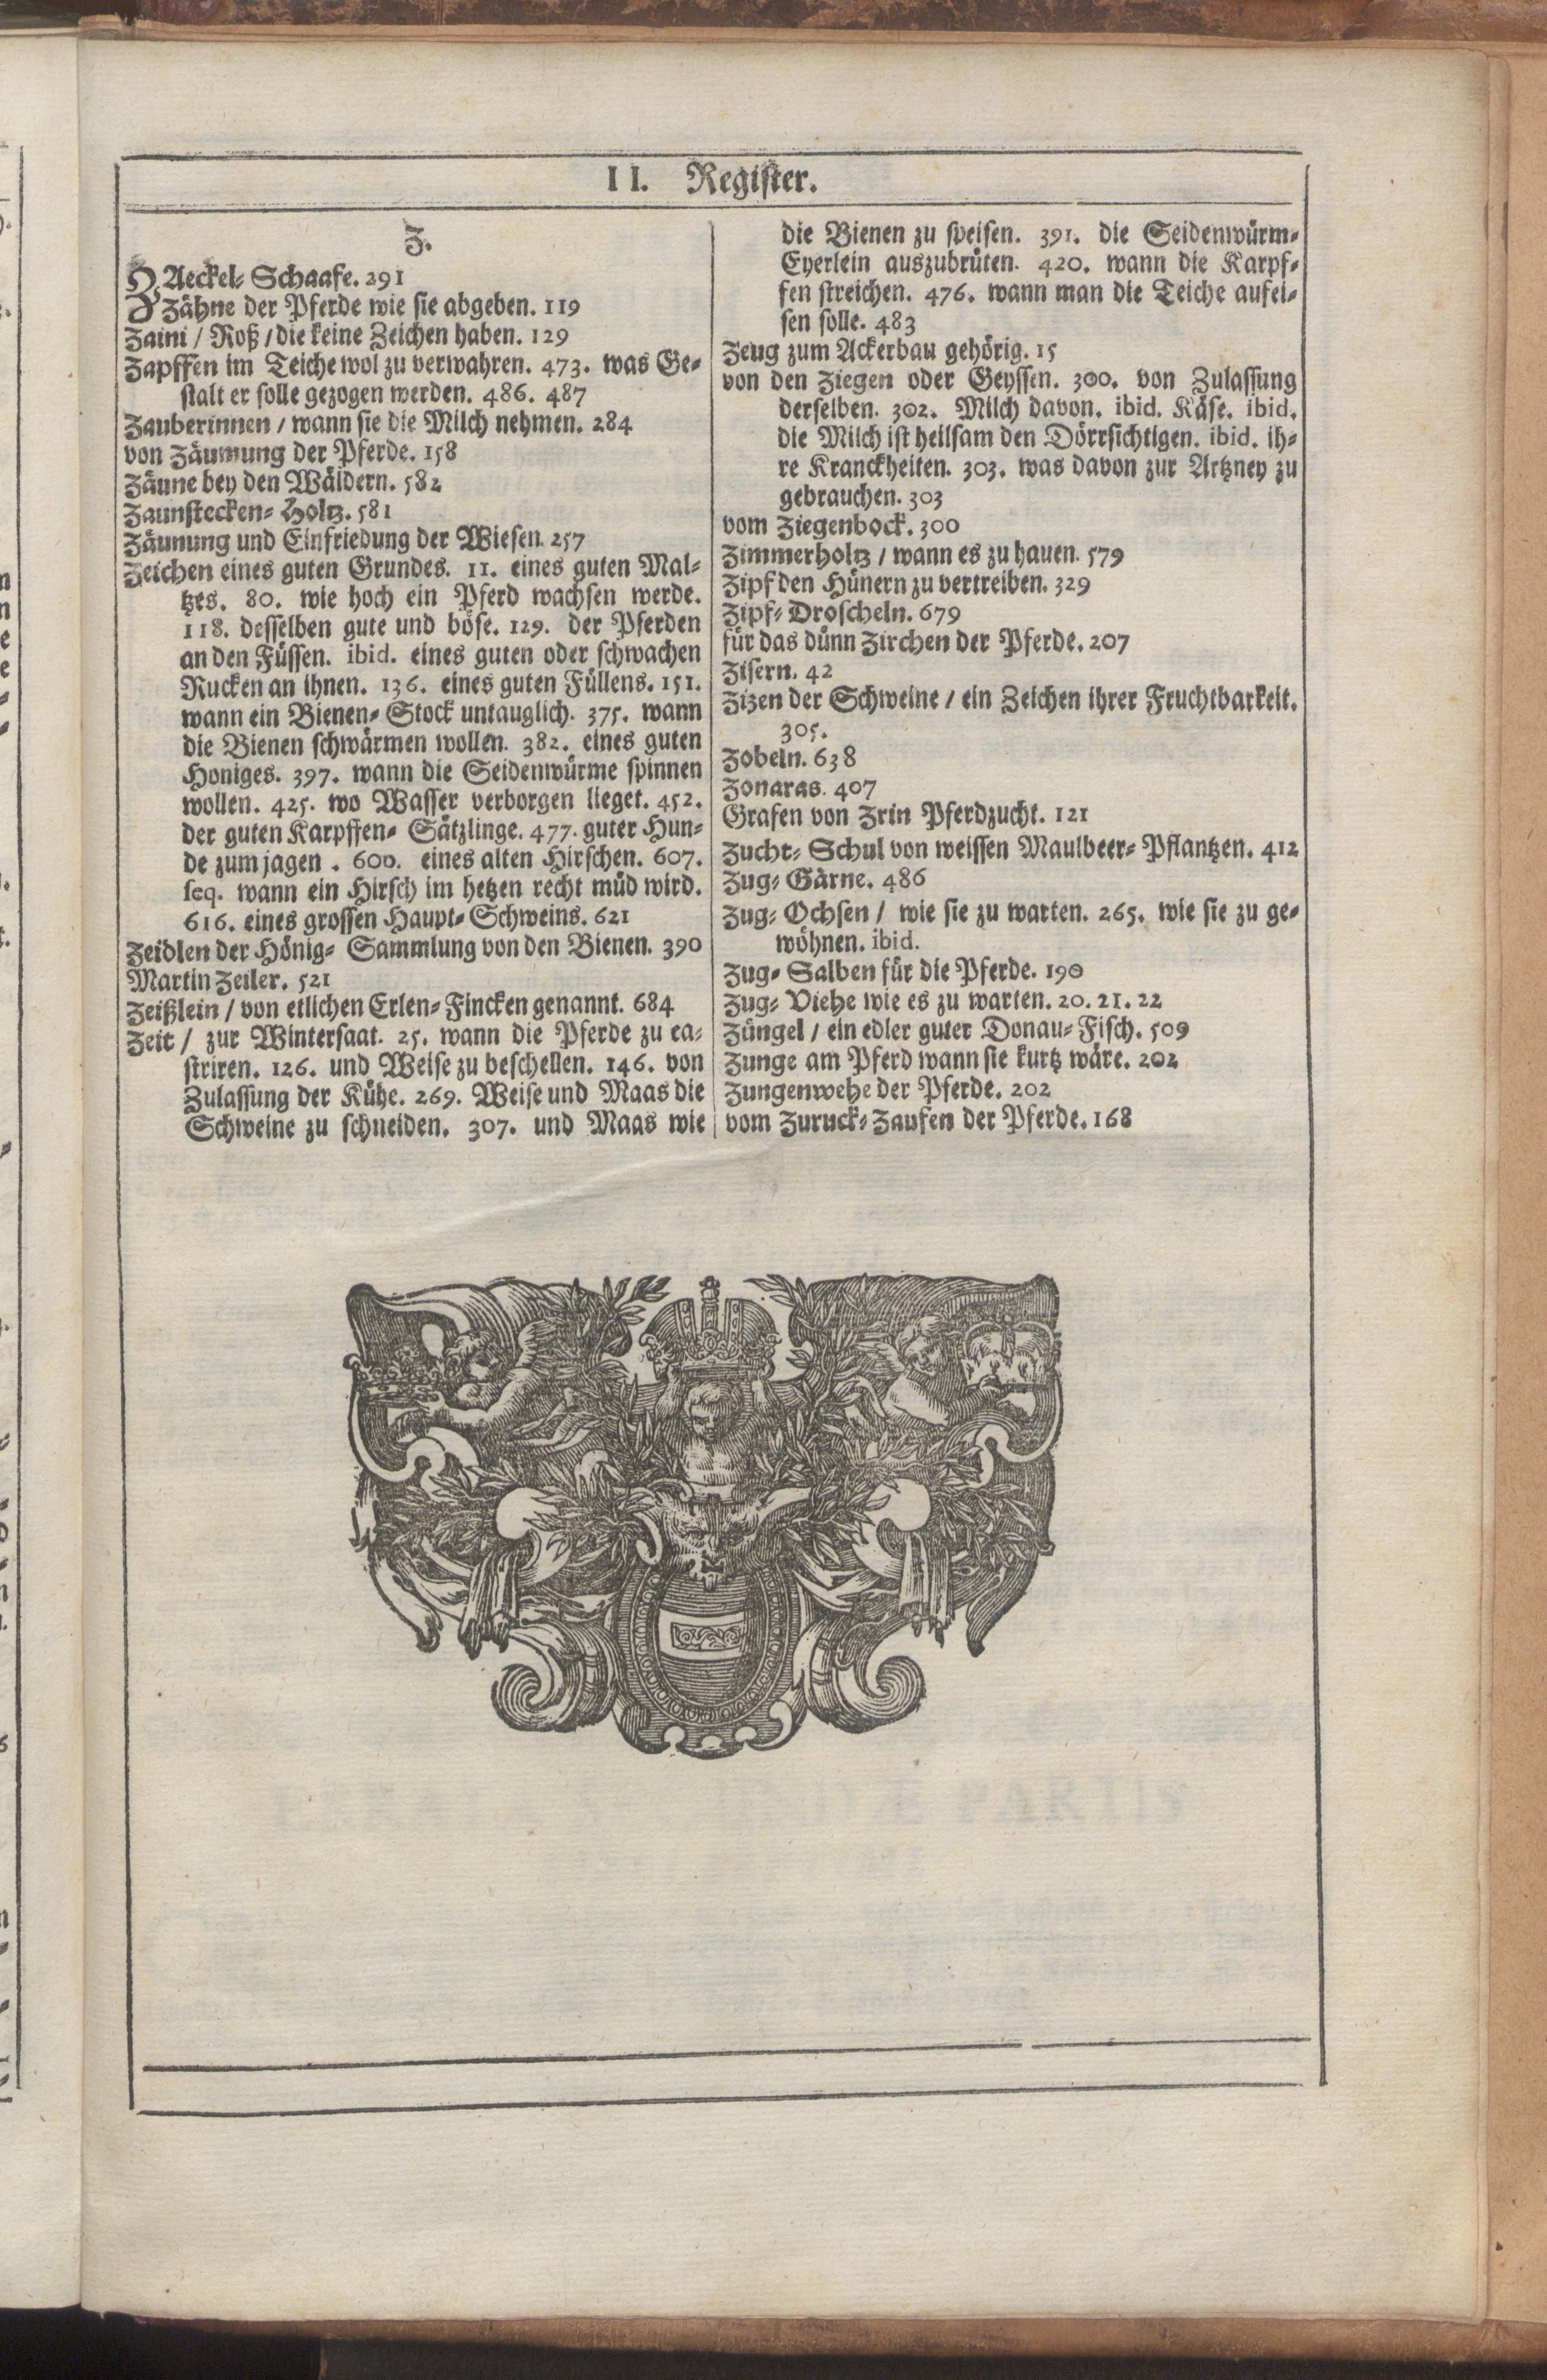 II. Register.
Z.
ZAeckel-Schaafe. 291
Zähne der Pferde wie sie abgeben. 119
Zaini / Roß / die keine Zeichen haben. 129
Zapffen im Teiche wol zu verwahren. 473. was Ge-
stalt er solle gezogen werden. 486. 487
Zauberinnen / wann sie die Milch nehmen. 284
von Zäumung der Pferde. 158
Zäune bey den Wäldern. 582
Zaunstecken-Holtz. 581
Zäunung und Einfriedung der Wiesen. 257
Zeichen eines guten Grundes. 11. eines guten Mal-
tzes. 80. wie hoch ein Pferd wachsen werde.
118. desselben gute und böse. 129. der Pferden
an den Füssen. ibid. eines guten oder schwachen
Rucken an ihnen. 136. eines guten Füllens. 151.
wann ein Bienen-Stock untauglich. 375. wann
die Bienen schwärmen wollen. 382. eines guten
Honiges. 397. wann die Seidenwürme spinnen
wollen. 425. wo Wasser verborgen lieget. 452.
der guten Karpffen-Sätzlinge. 477. guter Hun-
de zum jagen. 600. eines alten Hirschen. 607.
seq. wann ein Hirsch im hetzen recht müd wird.
616. eines grossen Haupt-Schweins. 621
Zeidlen der Hönig-Sammlung von den Bienen. 390
Martin Zeiler. 521
Zeißlein / von etlichen Erlen-Fincken genannt. 684
Zeit / zur Wintersaat. 25. wann die Pferde zu ca-
striren. 126. und Weise zu beschellen. 146. von
Zulassung der Kühe. 269. Weise und Maas die
Schweine zu schneiden. 307. und Maas wie
die Bienen zu speisen. 391. die Seidenwürm-
Eyerlein auszubrüten. 420. wann die Karpf-
fen streichen. 476. wann man die Teiche aufei-
sen solle. 483
Zeug zum Ackerbau gehörig. 15
von den Ziegen oder Geyssen. 300. von Zulassung
derselben. 302. Milch davon. ibid. Käse. ibid.
die Milch ist heilsam den Dörrsichtigen. ibid. ih-
re Kranckheiten. 303. was davon zur Artzney zu
gebrauchen. 303
vom Ziegenbock. 300
Zimmerholtz / wann es zu hauen. 579
Zipf den Hünern zu vertreiben. 329
Zipf-Droscheln. 679
für das dünn Zirchen der Pferde. 207
Zisern. 42
Zizen der Schweine / ein Zeichen ihrer Fruchtbarkeit.
305.
Zobeln. 638
Zonaras. 407
Grafen von Zrin Pferdzucht. 121
Zucht-Schul von weissen Maulbeer-Pflantzen. 412
Zug-Gärne. 486
Zug-Ochsen / wie sie zu warten. 265. wie sie zu ge-
wöhnen. ibid.
Zug-Salben für die Pferde. 190
Zug-Viehe wie es zu warten. 20. 21. 22
Züngel / ein edler guter Donau-Fisch. 509
Zunge am Pferd wann sie kurtz wäre. 202
Zungenwehe der Pferde. 202
vom Zuruck-Zaufen der Pferde. 168